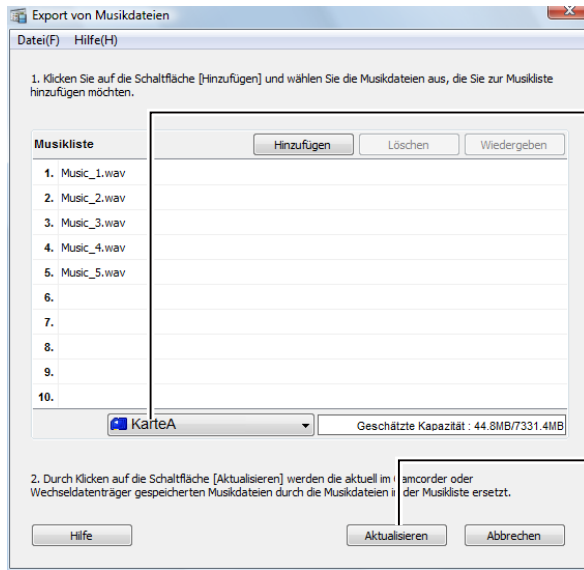 Export von Musikdateien
Datei(F) Hilfe(H)
1. Klicken Sie auf die Schaltfläche [Hinzufügen] und wählen Sie die Musikdateien aus, die Sie zur Musikliste
hinzufügen möchten.
Musikliste Hinzufügen Löschen Wiedergeben
1. Music_1.wav
2. Music_2.wav
3. Music_3.wav
4. Music_4.wav
5. Music_5.wav
6.
7.
8.
9.
10.
KarteA Geschätzte Kapazität : 44.8MB/7331.4MB
2. Durch Klicken auf die Schaltfläche [Aktualisieren] werden die aktuell im Camcorder oder
Wechseldatenträger gespeicherten Musikdateien durch die Musikdateien in der Musikliste ersetzt.
Hilfe Aktualisieren Abbrechen